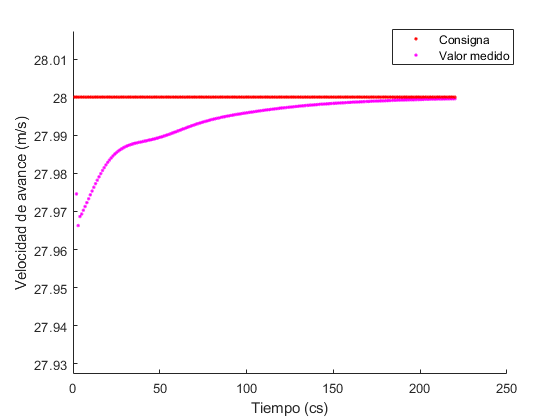 Consigna
Valor medido
28.01
28
27.99
27.98
27.97
27.96
27.95
27.94
27.93
Velocidad de avance (m/s)
0 50 100 150 200 250
Tiempo (cs)